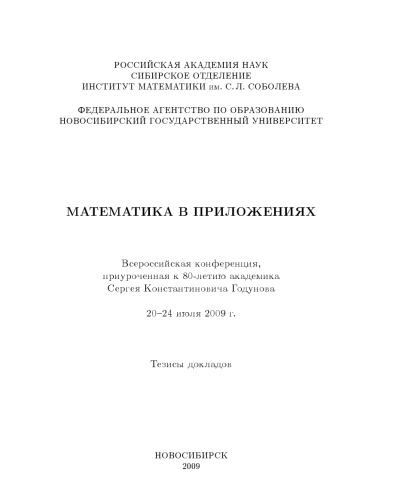 РОССИЙСКАЯ АКАДЕМИЯ НАУК
СИБИРСКОЕ ОТДЕЛЕНИЕ
ИНСТИТУТ МАТЕМАТИКИ им. С.Л. СОБОЛЕВА
ФЕДЕРАЛЬНОЕ АГЕНТСТВО ПО ОБРАЗОВАНИЮ
НОВОСИБИРСКИЙ ГОСУДАРСТВЕННЫЙ УНИВЕРСИТЕТ
МАТЕМАТИКА В ПРИЛОЖЕНИЯХ
Всероссийская конференция,
приуроченная к 80-летию академика
Сергея Константиновича Годунова
20–24 июля 2009 г.
Тезисы докладов
НОВОСИБИРСК
2009